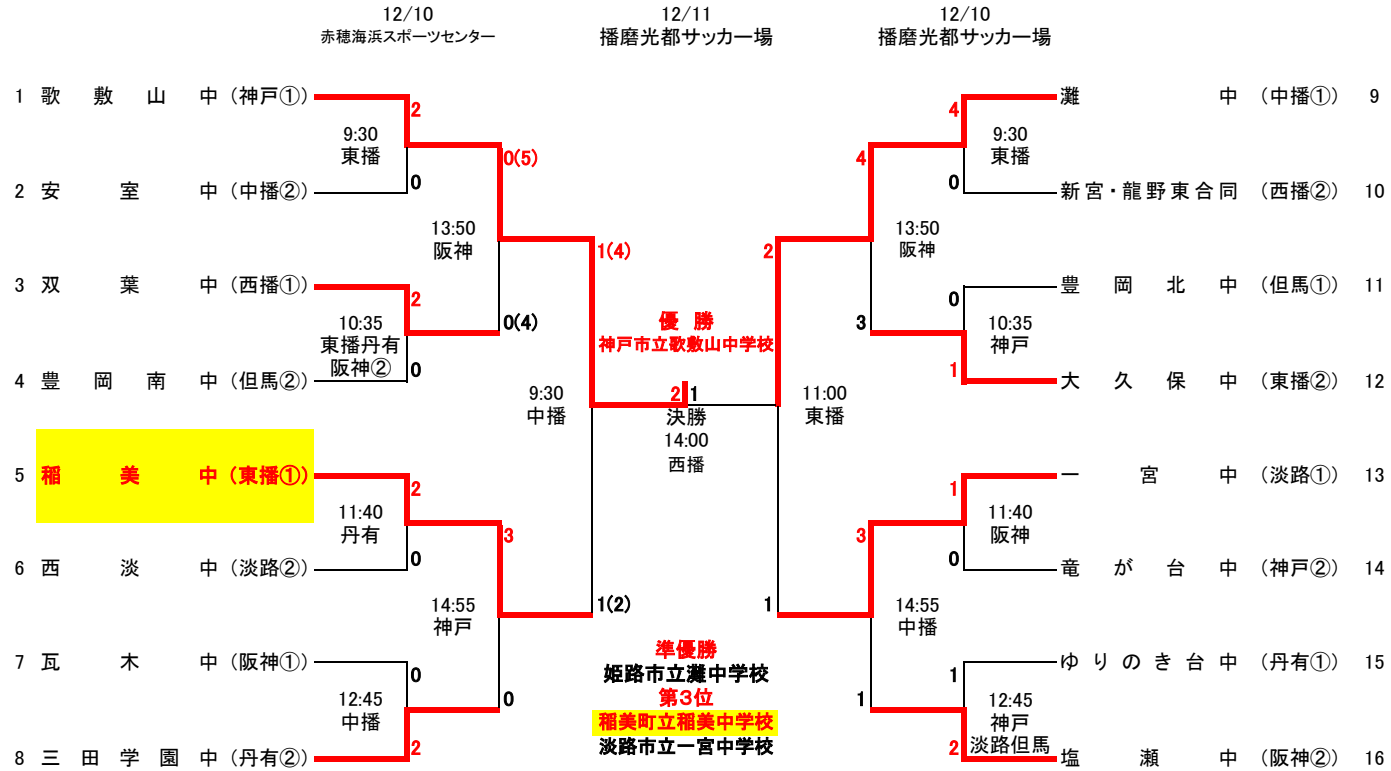 12/10
赤穂海浜スポーツセンター
12/11
播磨光都サッカー場
12/10
播磨光都サッカー場
1 歌敷山中(神戸①)
2
9:30
東播
0(5)
2 安室中(中播②)
0
13:50
阪神
1(4)
3 双葉中(西播①)
2
10:35
東播丹有
阪神②
0(4)
4 豊岡南中(但馬②)
0
9:30
中播
5 稲美中(東播①)
2
11:40
丹有
3
6 西淡中(淡路②)
0
14:55
神戸
1(2)
7 瓦木中(阪神①)
0
12:45
中播
0
8 三田学園中(丹有②)
2
優勝
神戸市立歌敷山中学校
2 1
決勝
14:00
西播
準優勝
姫路市立灘中学校
第3位
稲美町立稲美中学校
淡路市立一宮中学校
灘中(中播①) 9
4
9:30
東播
4
新宮・龍野東合同(西播②) 10
0
13:50
阪神
2
豊岡北中(但馬①) 11
0
10:35
神戸
3
大久保中(東播②) 12
1
11:00
東播
一宮中(淡路①) 13
1
11:40
阪神
3
竜が台中(神戸②) 14
0
14:55
中播
1
ゆりのき台中(丹有①) 15
1
12:45
神戸
淡路但馬
1
塩瀬中(阪神②) 16
2